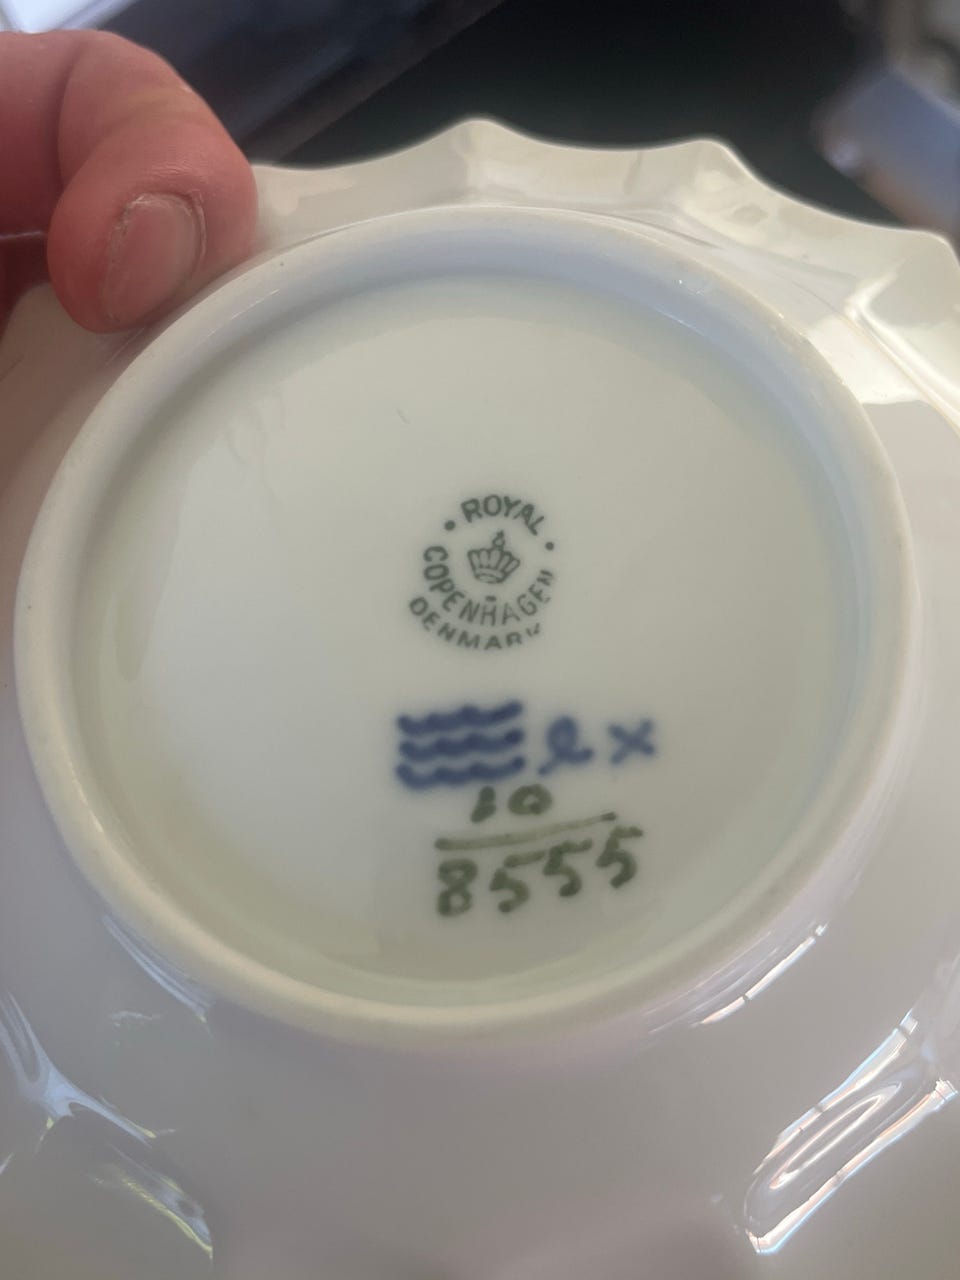 • ROYAL •
COPENHAGEN
DENMARK
e x
10
8555